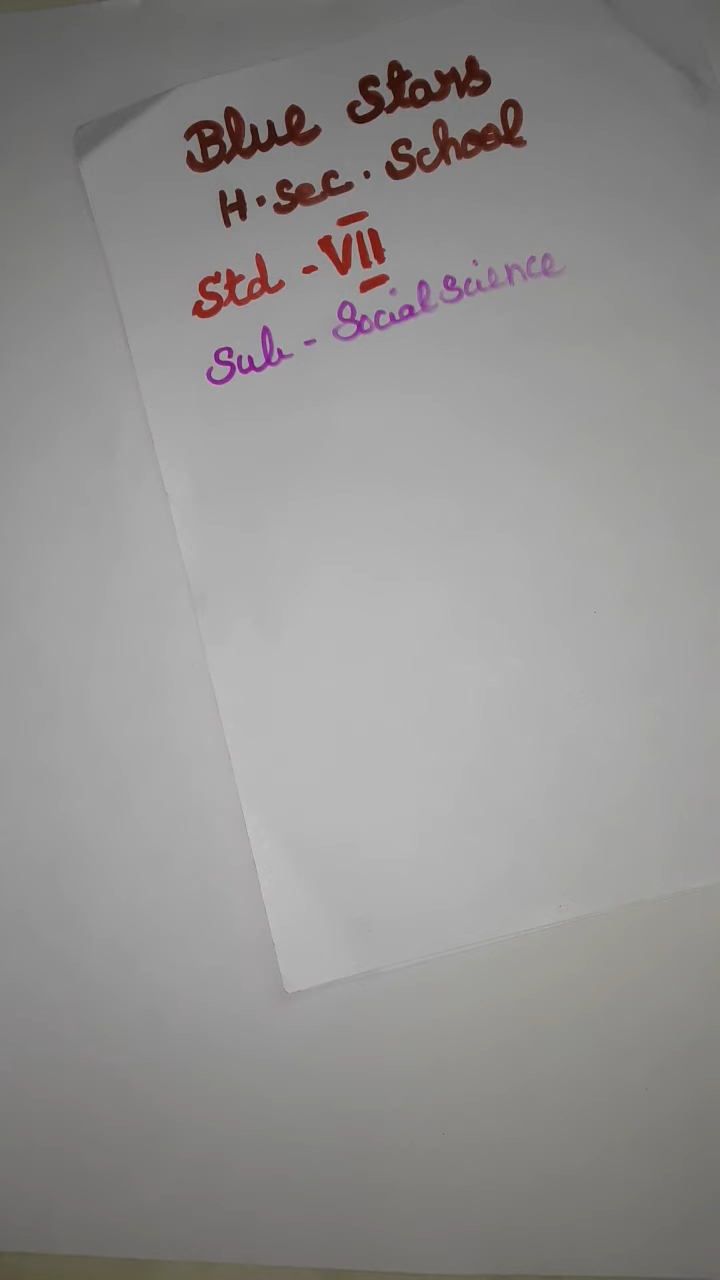 Blue Stars
H. Sec. School
Std - VII
Sub - Social Science